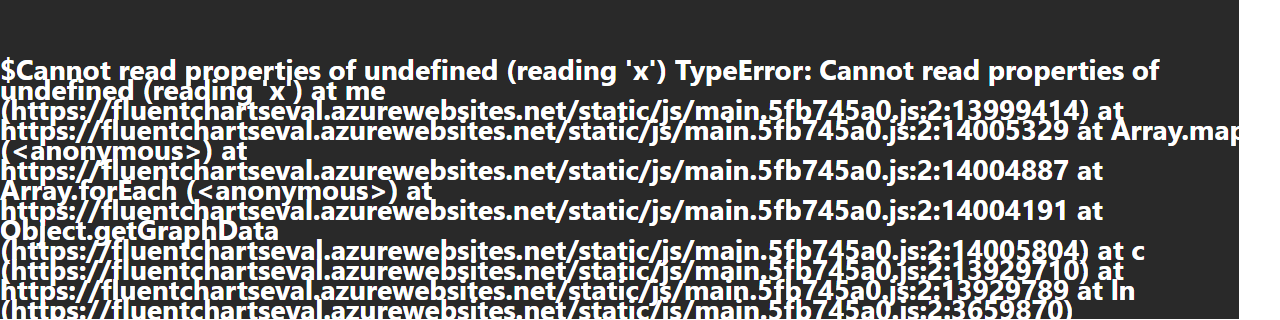 $Cannot read properties of undefined (reading 'x') TypeError: Cannot read properties of
undefined (reading 'x') at me
(https://fluentchartseval.azurewebsites.net/static/js/main.5fb745a0.js:2:13999414) at
https://fluentchartseval.azurewebsites.net/static/js/main.5fb745a0.js:2:14005329 at Array.map
(<anonymous>) at
https://fluentchartseval.azurewebsites.net/static/js/main.5fb745a0.js:2:14004887 at
Array.forEach (<anonymous>) at
https://fluentchartseval.azurewebsites.net/static/js/main.5fb745a0.js:2:14004191 at
Object.getGraphData
(https://fluentchartseval.azurewebsites.net/static/js/main.5fb745a0.js:2:14005804) at c
(https://fluentchartseval.azurewebsites.net/static/js/main.5fb745a0.js:2:13929710) at
https://fluentchartseval.azurewebsites.net/static/js/main.5fb745a0.js:2:13929789 at ln
(https://fluentchartseval.azurewebsites.net/static/js/main.5fb745a0.js:2:3659870)